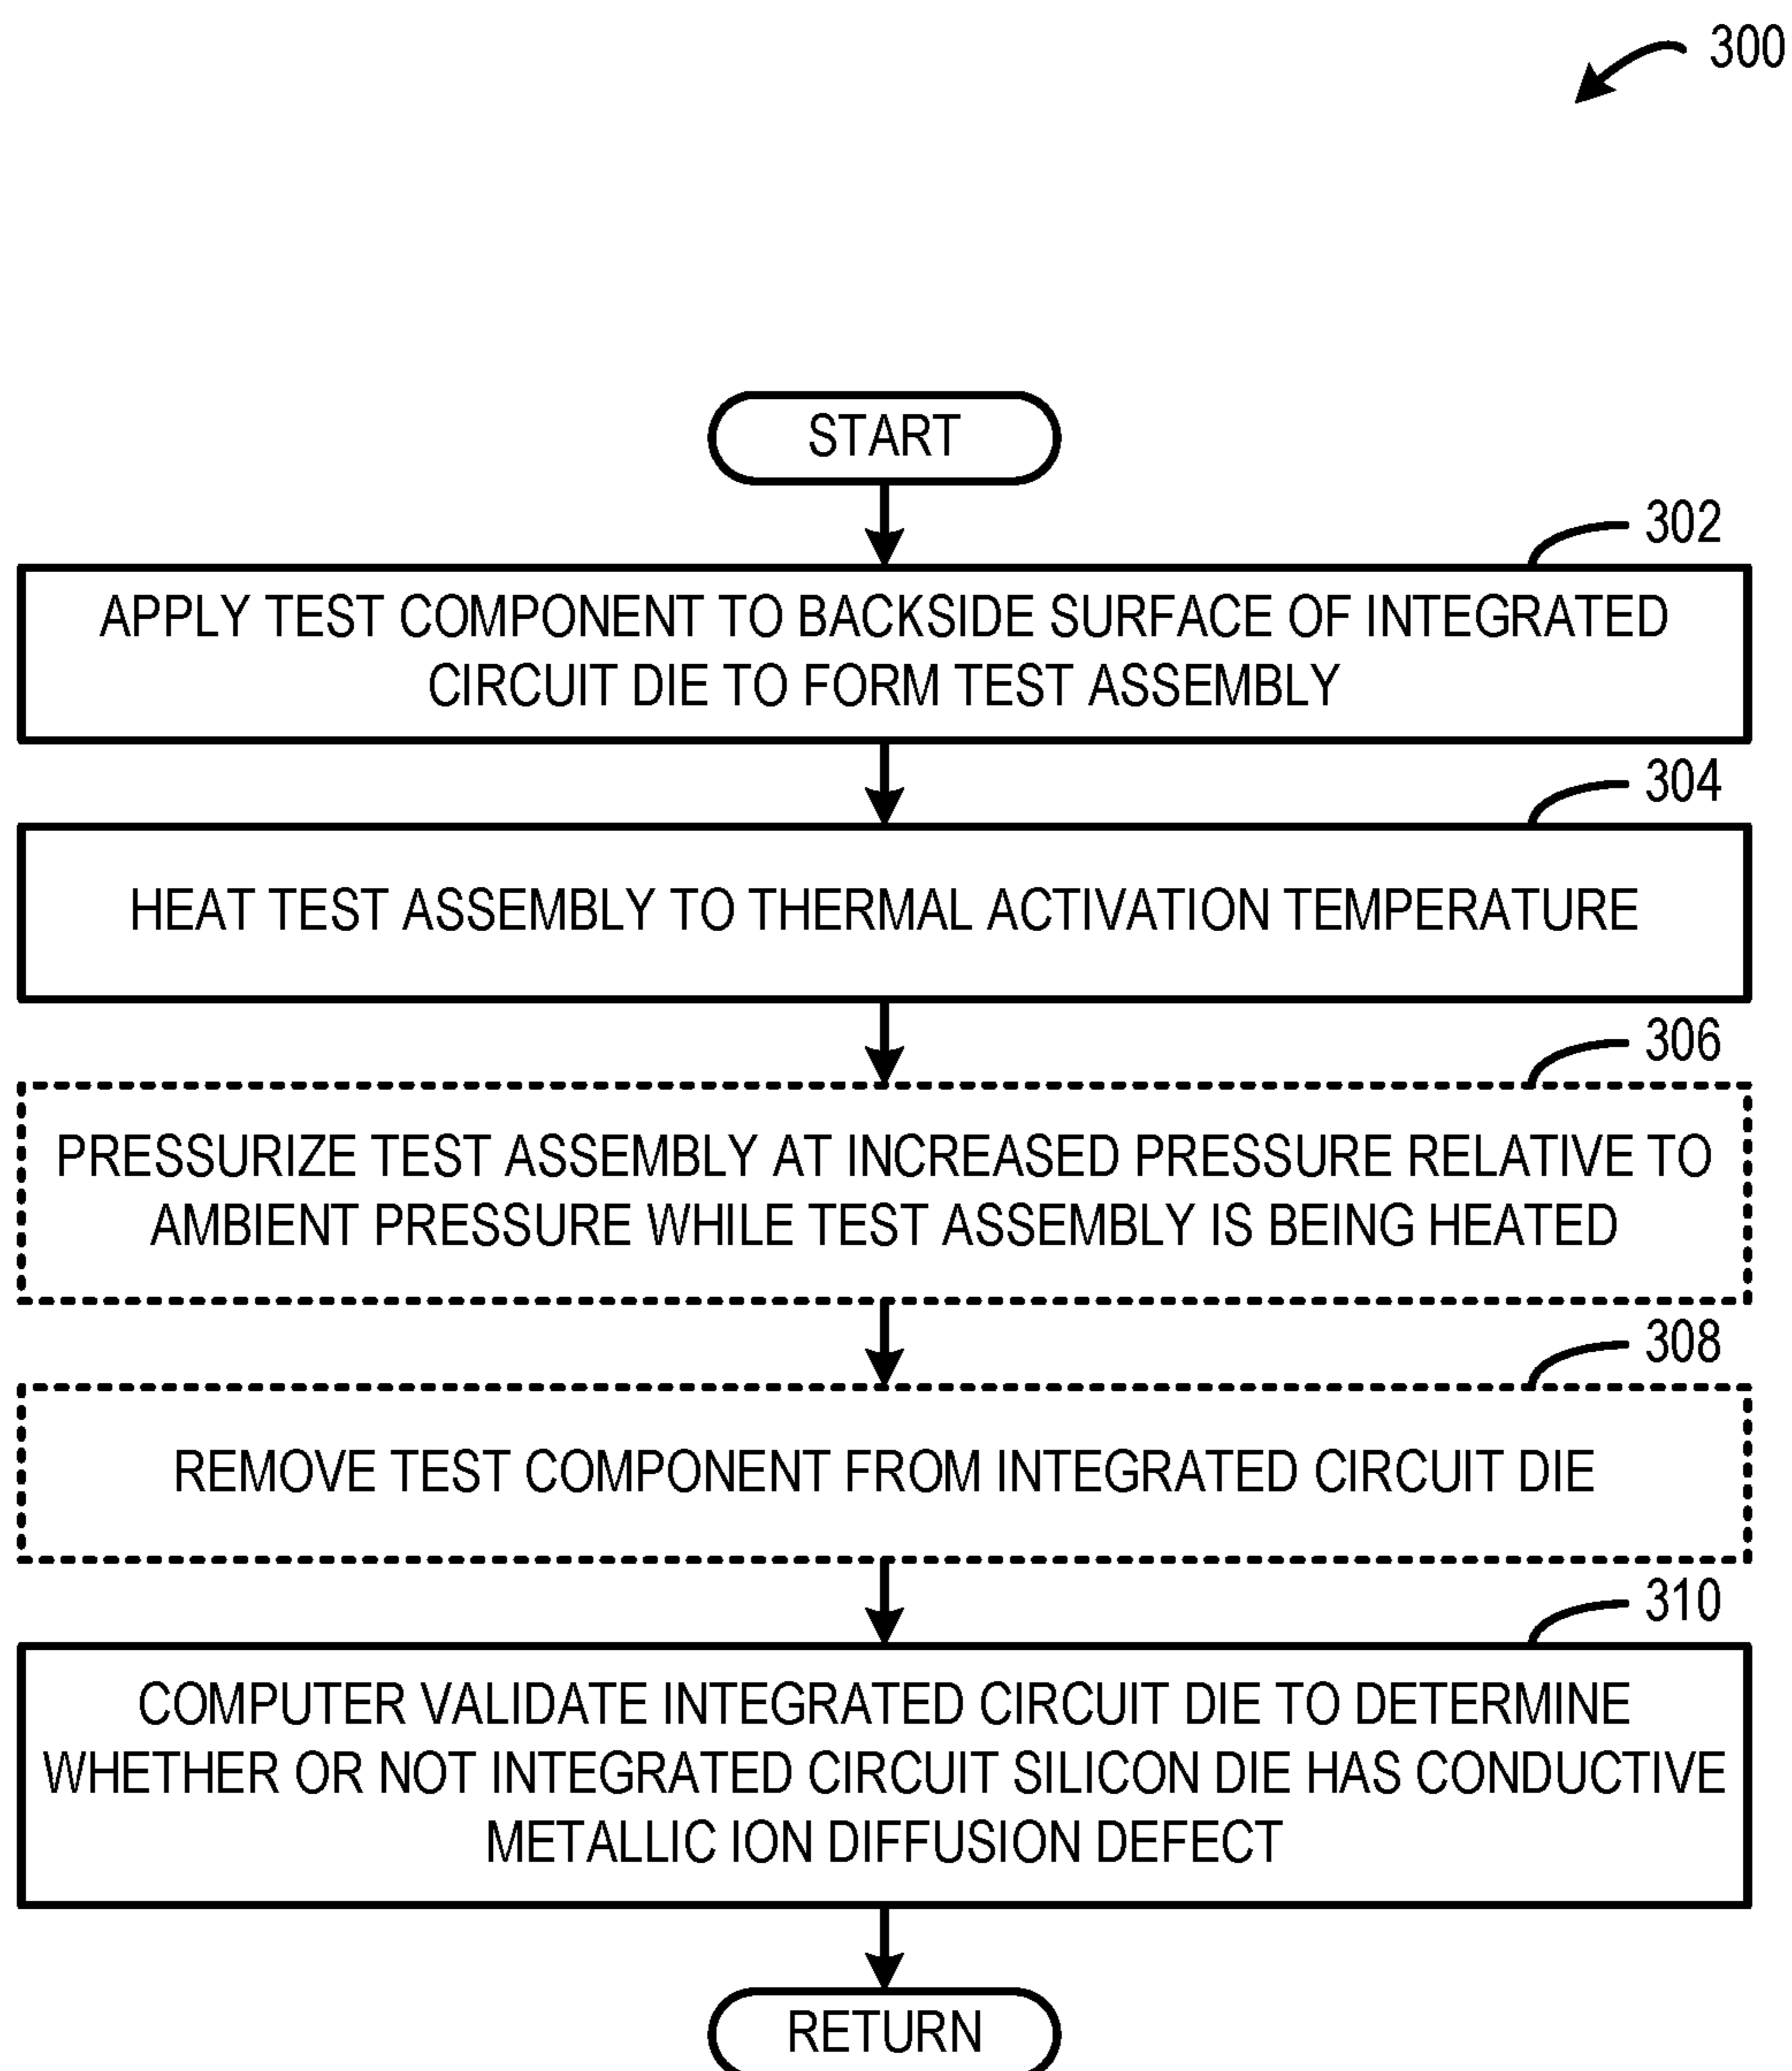 300
START
302
APPLY TEST COMPONENT TO BACKSIDE SURFACE OF INTEGRATED
CIRCUIT DIE TO FORM TEST ASSEMBLY
304
HEAT TEST ASSEMBLY TO THERMAL ACTIVATION TEMPERATURE
306
PRESSURIZE TEST ASSEMBLY AT INCREASED PRESSURE RELATIVE TO
AMBIENT PRESSURE WHILE TEST ASSEMBLY IS BEING HEATED
308
REMOVE TEST COMPONENT FROM INTEGRATED CIRCUIT DIE
310
COMPUTER VALIDATE INTEGRATED CIRCUIT DIE TO DETERMINE
WHETHER OR NOT INTEGRATED CIRCUIT SILICON DIE HAS CONDUCTIVE
METALLIC ION DIFFUSION DEFECT
RETURN